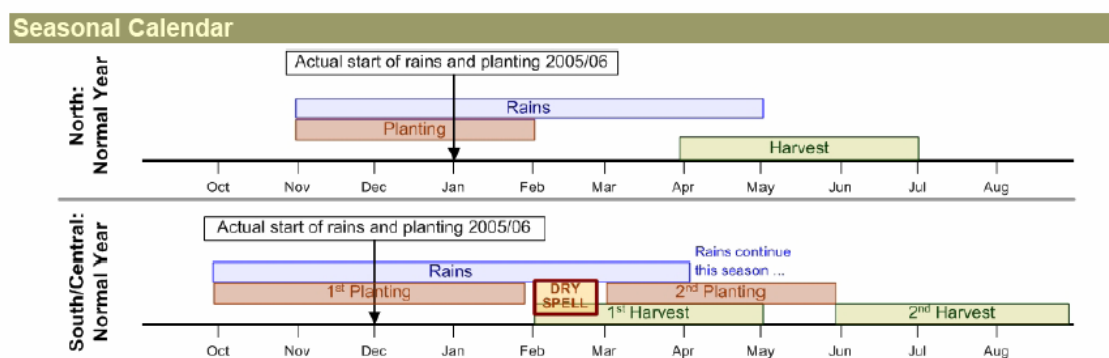 Seasonal Calendar
North:
Normal Year
Actual start of rains and planting 2005/06
Rains
Planting
Harvest
Oct Nov Dec Jan Feb Mar Apr May Jun Jul Aug
South/Central:
Normal Year
Actual start of rains and planting 2005/06
Rains
Rains continue
this season ...
1st Planting
DRY
SPELL
2nd Planting
1st Harvest
2nd Harvest
Oct Nov Dec Jan Feb Mar Apr May Jun Jul Aug